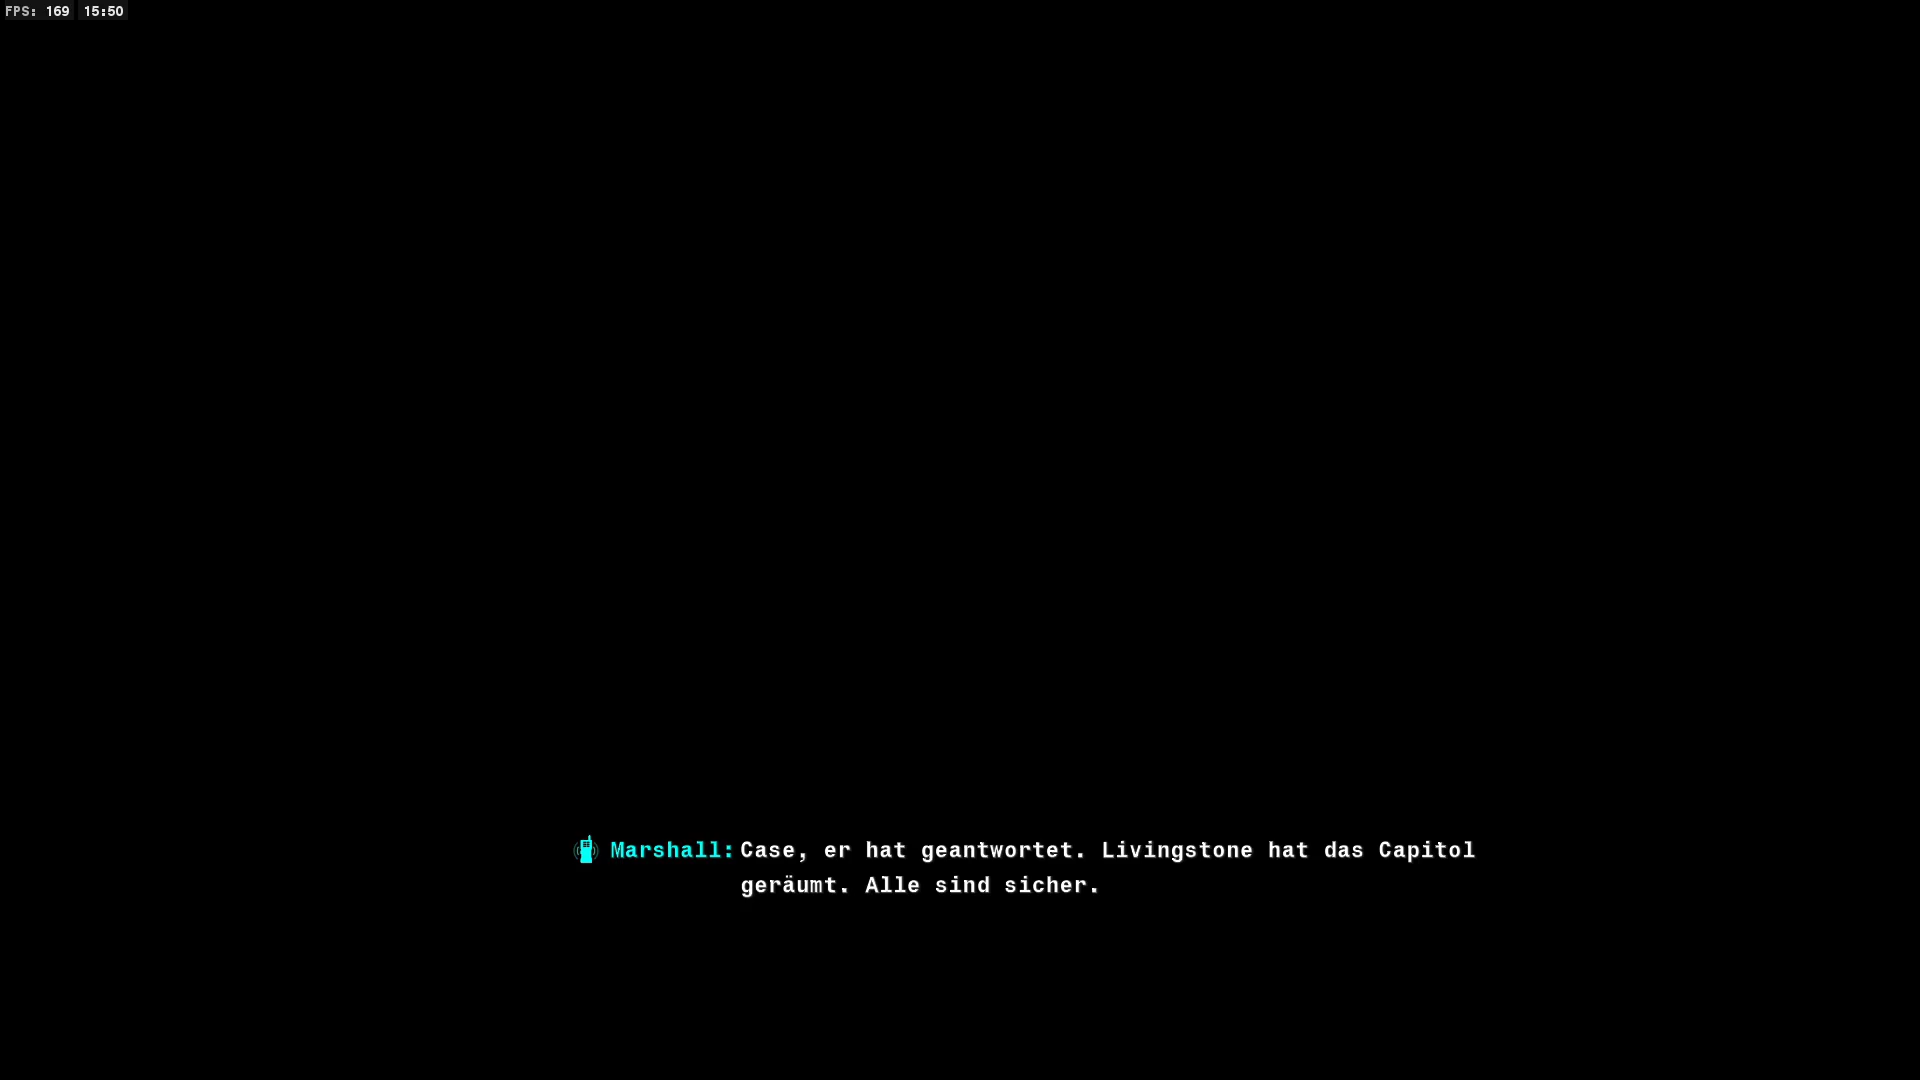 FPS: 169 15:50
Marshall: Case, er hat geantwortet. Livingstone hat das Capitol
geräumt. Alle sind sicher.